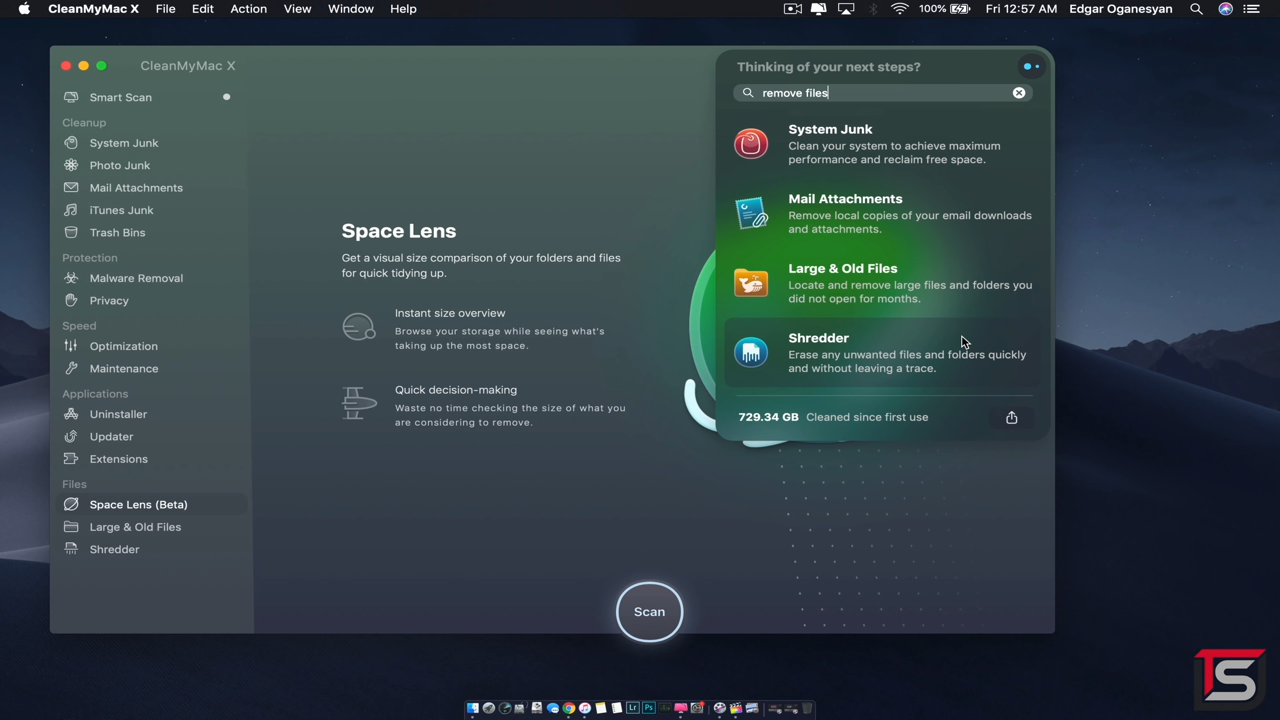 CleanMyMac X File Edit Action View Window Help 100% Fri 12:57 AM Edgar Oganesyan
CleanMyMac X
Smart Scan
Cleanup
System Junk
Photo Junk
Mail Attachments
iTunes Junk
Trash Bins
Protection
Malware Removal
Privacy
Speed
Optimization
Maintenance
Applications
Uninstaller
Updater
Extensions
Files
Space Lens (Beta)
Large & Old Files
Shredder
Space Lens
Get a visual size comparison of your folders and files
for quick tidying up.
Instant size overview
Browse your storage while seeing what's
taking up the most space.
Quick decision-making
Waste no time checking the size of what you
are considering to remove.
Scan
Thinking of your next steps?
remove files
System Junk
Clean your system to achieve maximum
performance and reclaim free space.
Mail Attachments
Remove local copies of your email downloads
and attachments.
Large & Old Files
Locate and remove large files and folders you
did not open for months.
Shredder
Erase any unwanted files and folders quickly
and without leaving a trace.
729.34 GB Cleaned since first use
Lr Ps
TS